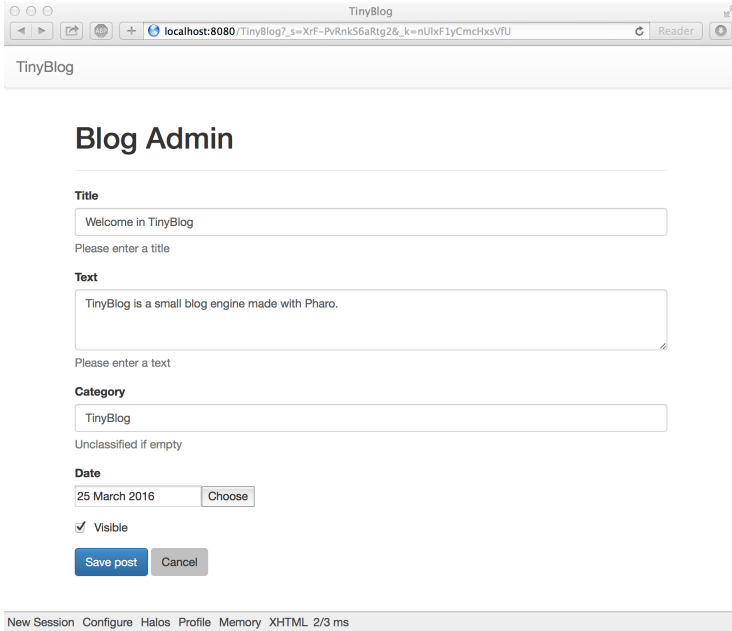 TinyBlog
ABP
localhost:8080/TinyBlog?_s=XrF-PvRnkS6aRtg2&_k=nUlxF1yCmcHxsVfU
Reader
TinyBlog
Blog Admin
Title
Welcome in TinyBlog
Please enter a title
Text
TinyBlog is a small blog engine made with Pharo.
Please enter a text
Category
TinyBlog
Unclassified if empty
Date
25 March 2016 Choose
Visible
Save post Cancel
New Session Configure Halos Profile Memory XHTML 2/3 ms